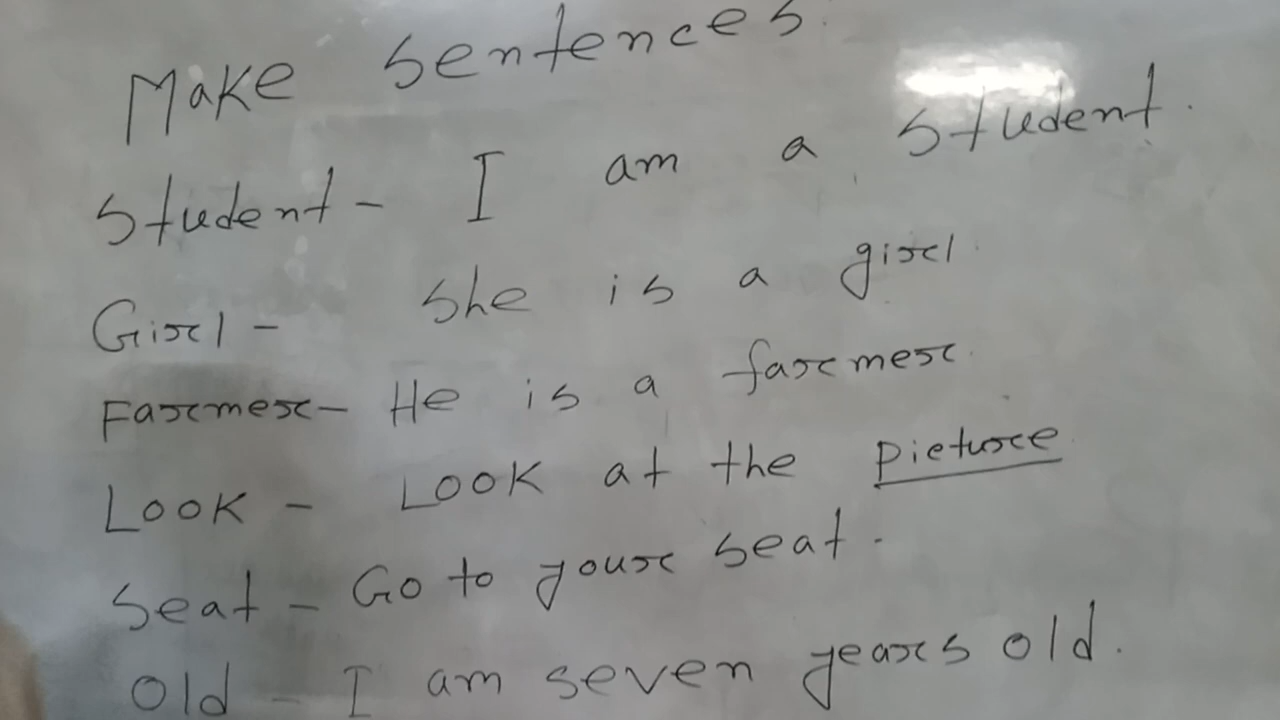 Make sentences.
Student - I am a student.
Girl - She is a girl.
Farmer - He is a farmer.
Look - Look at the picture
Seat - Go to your seat.
Old - I am seven years old.